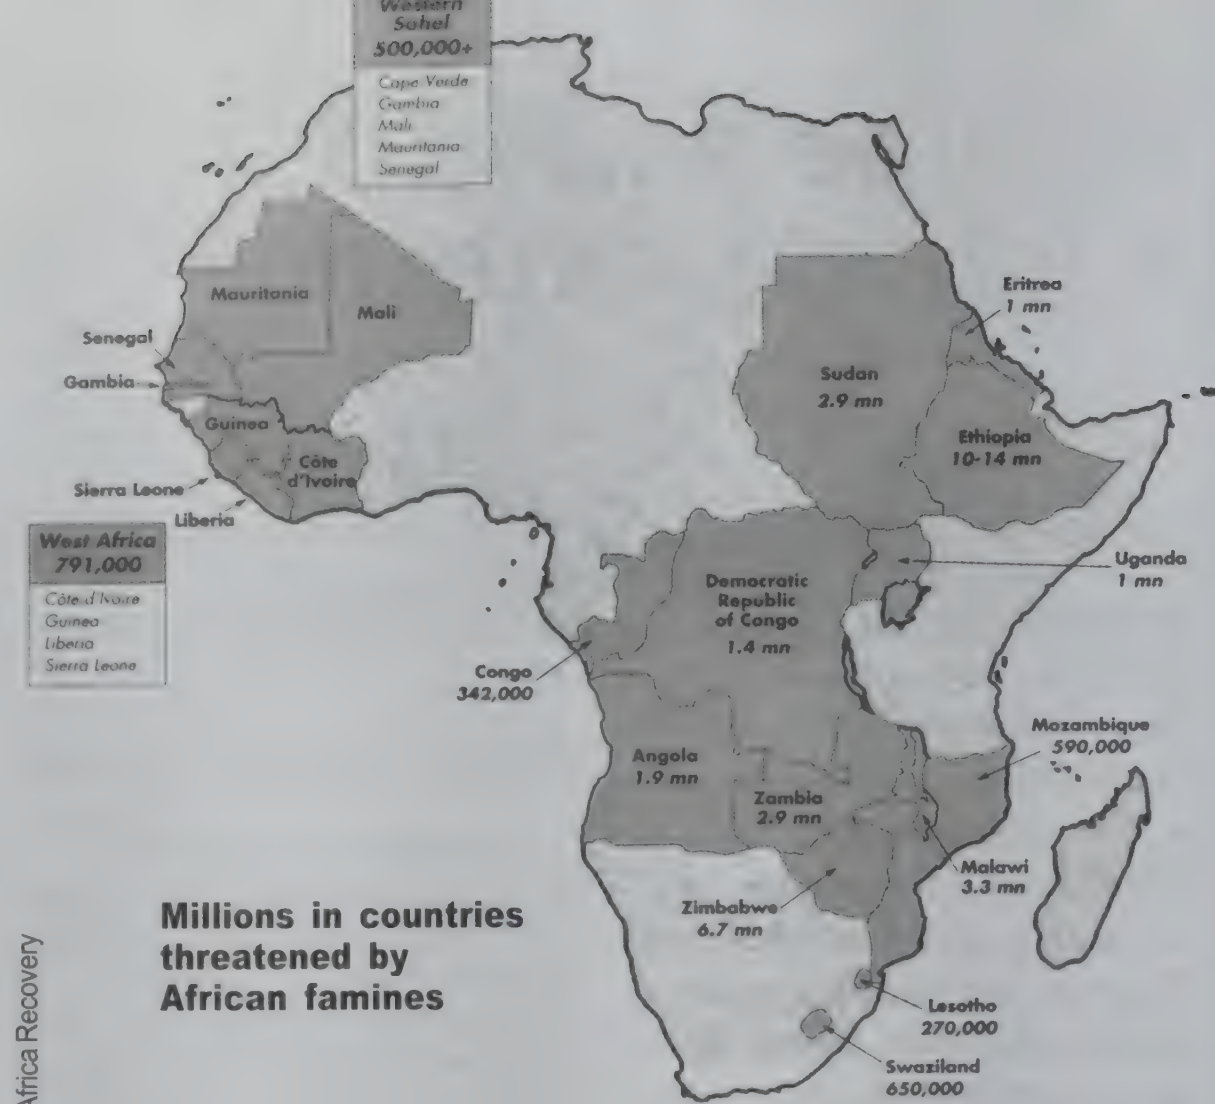 Western
Sahel
500,000+
Cape Verde
Gambia
Mali
Mauritania
Senegal
Mauritania
Mali
Senegal
Gambia
Guinea
Côte
d'Ivoire
Sierra Leone
Liberia
West Africa
791,000
Côte d'Ivoire
Guinea
Liberia
Sierra Leone
Eritrea
1 mn
Sudan
2.9 mn
Ethiopia
10-14 mn
Uganda
1 mn
Democratic
Republic
of Congo
1.4 mn
Congo
342,000
Mozambique
590,000
Angola
1.9 mn
Zambia
2.9 mn
Malawi
3.3 mn
Zimbabwe
6.7 mn
Lesotho
270,000
Swaziland
650,000
Millions in countries
threatened by
African famines
Africa Recovery